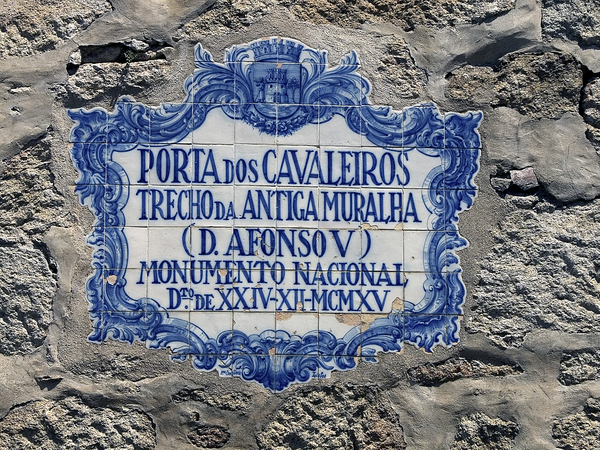 PORTA DOS CAVALEIROS
TRECHO DA ANTIGA MURALHA
(D. AFONSO V)
MONUMENTO NACIONAL
DTO DE XXIV-XII-MCMXV